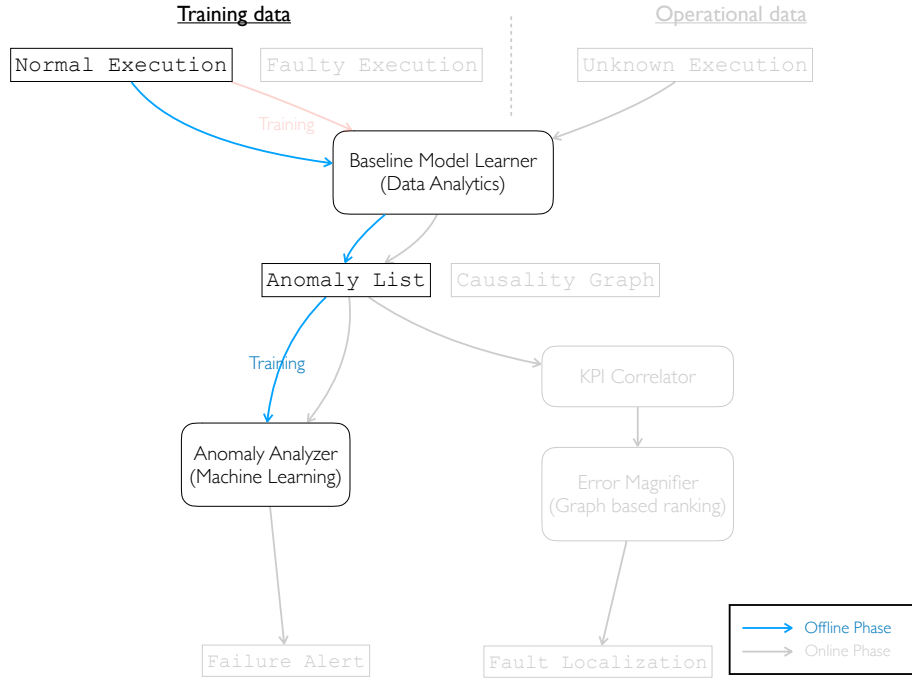 Training data
Operational data
Normal Execution
Faulty Execution
Unknown Execution
Training
Baseline Model Learner
(Data Analytics)
Anomaly List
Causality Graph
Training
KPI Correlator
Anomaly Analyzer
(Machine Learning)
Error Magnifier
(Graph based ranking)
Offline Phase
Online Phase
Failure Alert
Fault Localization